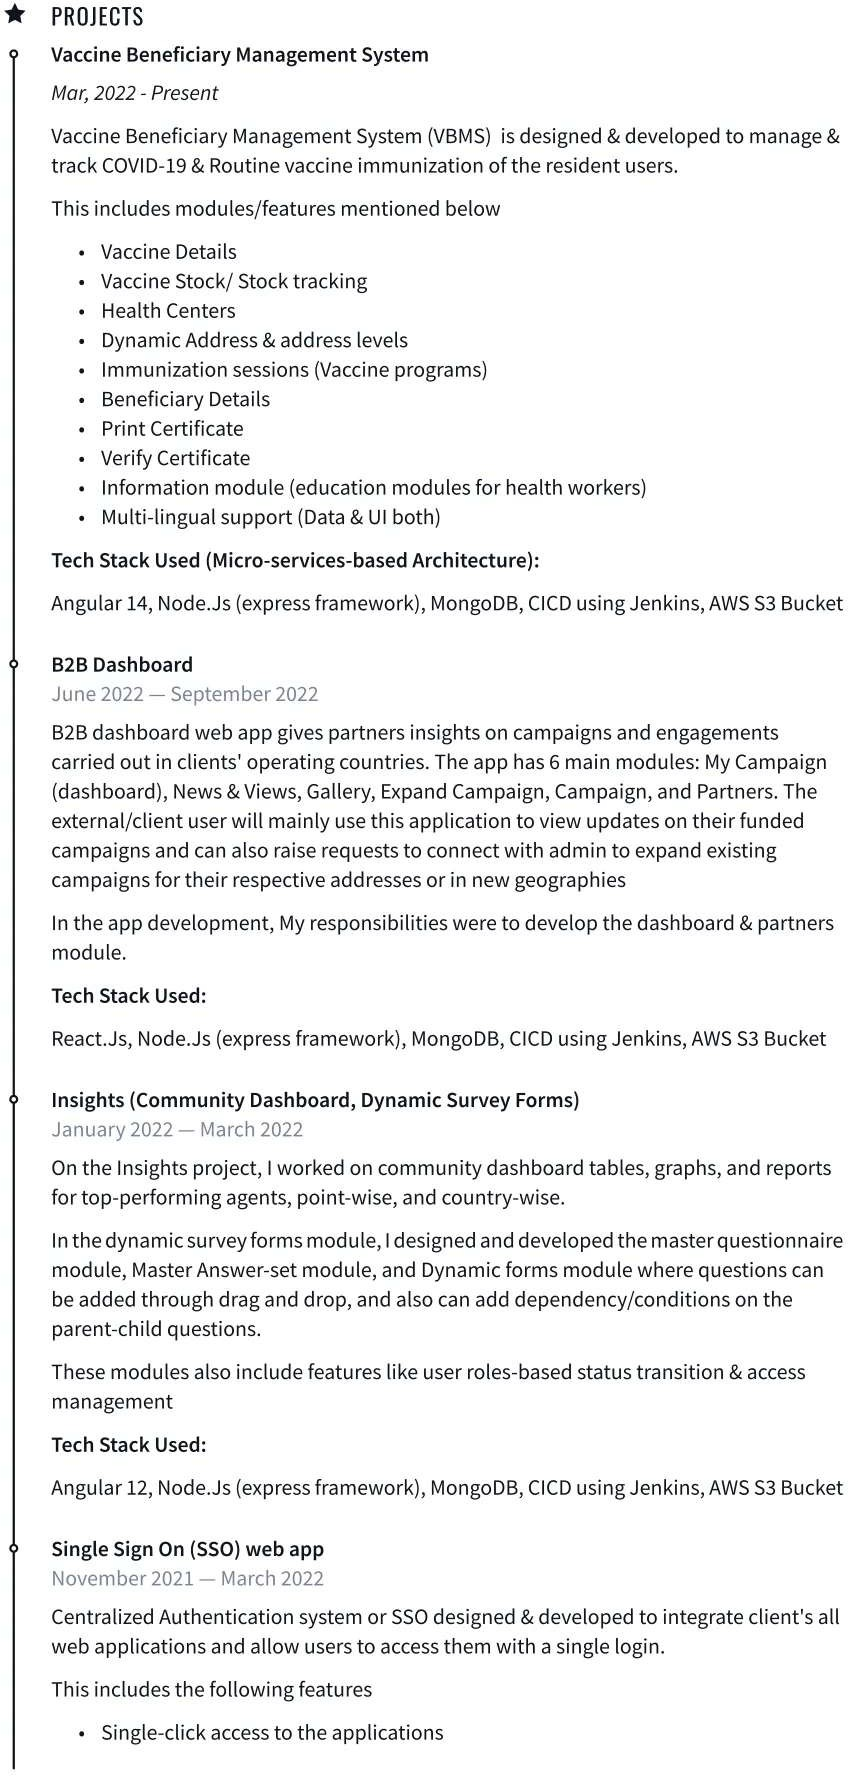 PROJECTS
Vaccine Beneficiary Management System
Mar, 2022 - Present
Vaccine Beneficiary Management System (VBMS)  is designed & developed to manage &
track COVID-19 & Routine vaccine immunization of the resident users.
This includes modules/features mentioned below
• Vaccine Details
• Vaccine Stock/ Stock tracking
• Health Centers
• Dynamic Address & address levels
• Immunization sessions (Vaccine programs)
• Beneficiary Details
• Print Certificate
• Verify Certificate
• Information module (education modules for health workers)
• Multi-lingual support (Data & UI both)
Tech Stack Used (Micro-services-based Architecture):
Angular 14, Node.Js (express framework), MongoDB, CICD using Jenkins, AWS S3 Bucket
B2B Dashboard
June 2022 — September 2022
B2B dashboard web app gives partners insights on campaigns and engagements
carried out in clients' operating countries. The app has 6 main modules: My Campaign
(dashboard), News & Views, Gallery, Expand Campaign, Campaign, and Partners. The
external/client user will mainly use this application to view updates on their funded
campaigns and can also raise requests to connect with admin to expand existing
campaigns for their respective addresses or in new geographies
In the app development, My responsibilities were to develop the dashboard & partners
module.
Tech Stack Used:
React.Js, Node.Js (express framework), MongoDB, CICD using Jenkins, AWS S3 Bucket
Insights (Community Dashboard, Dynamic Survey Forms)
January 2022 — March 2022
On the Insights project, I worked on community dashboard tables, graphs, and reports
for top-performing agents, point-wise, and country-wise.
In the dynamic survey forms module, I designed and developed the master questionnaire
module, Master Answer-set module, and Dynamic forms module where questions can
be added through drag and drop, and also can add dependency/conditions on the
parent-child questions.
These modules also include features like user roles-based status transition & access
management
Tech Stack Used:
Angular 12, Node.Js (express framework), MongoDB, CICD using Jenkins, AWS S3 Bucket
Single Sign On (SSO) web app
November 2021 — March 2022
Centralized Authentication system or SSO designed & developed to integrate client's all
web applications and allow users to access them with a single login.
This includes the following features
• Single-click access to the applications